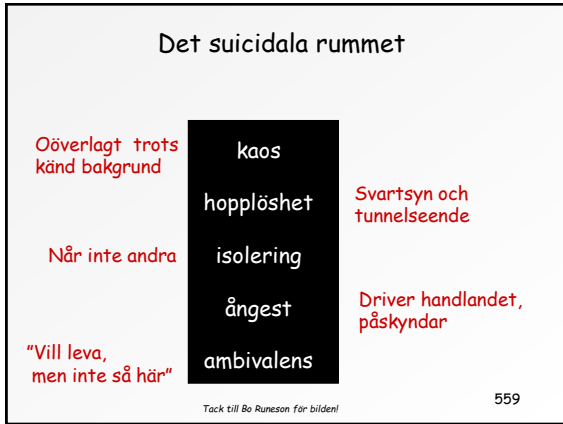 Det suicidala rummet
Oöverlagt trots
känd bakgrund
kaos
hopplöshet
Svartsyn och
tunnelseende
Når inte andra
isolering
ångest
Driver handlandet,
påskyndar
"Vill leva,
men inte så här"
ambivalens
Tack till Bo Runeson för bilden!
559